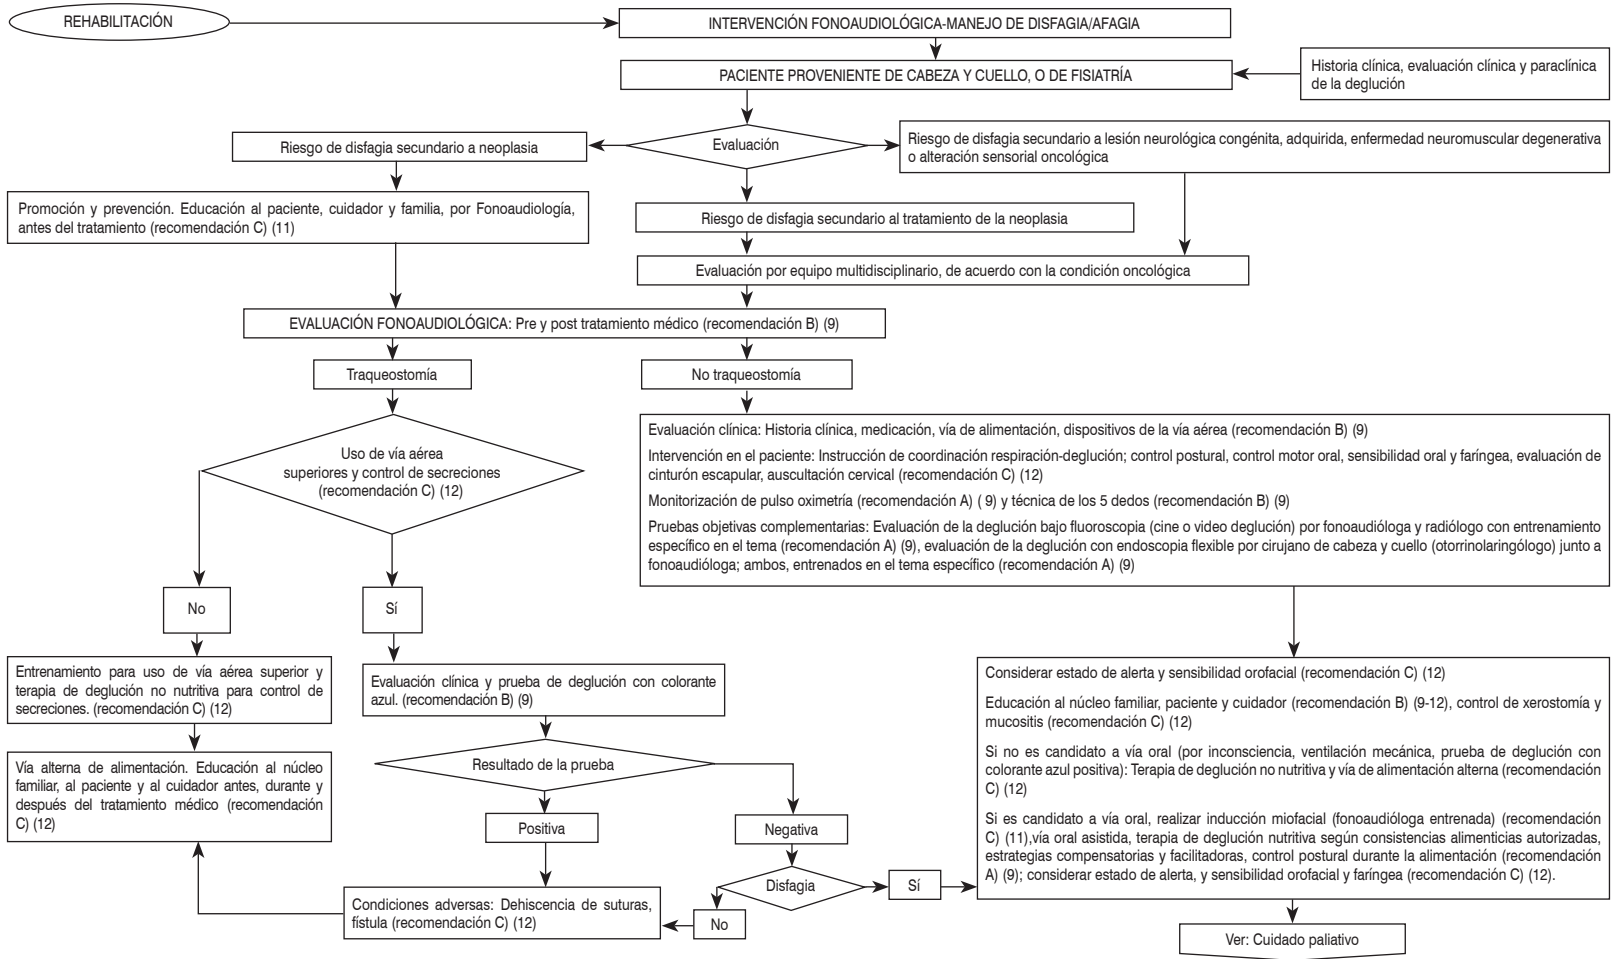 REHABILITACIÓN
INTERVENCIÓN FONOAUDIOLÓGICA-MANEJO DE DISFAGIA/AFAGIA
PACIENTE PROVENIENTE DE CABEZA Y CUELLO, O DE FISIATRÍA
Historia clínica, evaluación clínica y paraclínica
de la deglución
Evaluación
Riesgo de disfagia secundario a neoplasia
Riesgo de disfagia secundario a lesión neurológica congénita, adquirida, enfermedad neuromuscular degenerativa
o alteración sensorial oncológica
Promoción y prevención. Educación al paciente, cuidador y familia, por Fonoaudiología,
antes del tratamiento (recomendación C) (11)
Riesgo de disfagia secundario al tratamiento de la neoplasia
Evaluación por equipo multidisciplinario, de acuerdo con la condición oncológica
EVALUACIÓN FONOAUDIOLÓGICA: Pre y post tratamiento médico (recomendación B) (9)
Traqueostomía
No traqueostomía
Uso de vía aérea
superiores y control de secreciones
(recomendación C) (12)
Evaluación clínica: Historia clínica, medicación, vía de alimentación, dispositivos de la vía aérea (recomendación B) (9)
Intervención en el paciente: Instrucción de coordinación respiración-deglución; control postural, control motor oral, sensibilidad oral y faríngea, evaluación de
cinturón escapular, auscultación cervical (recomendación C) (12)
Monitorización de pulso oximetría (recomendación A) ( 9) y técnica de los 5 dedos (recomendación B) (9)
Pruebas objetivas complementarias: Evaluación de la deglución bajo fluoroscopia (cine o video deglución) por fonoaudióloga y radiólogo con entrenamiento
específico en el tema (recomendación A) (9), evaluación de la deglución con endoscopia flexible por cirujano de cabeza y cuello (otorrinolaringólogo) junto a
fonoaudióloga; ambos, entrenados en el tema específico (recomendación A) (9)
No
Sí
Entrenamiento para uso de vía aérea superior y
terapia de deglución no nutritiva para control de
secreciones. (recomendación C) (12)
Evaluación clínica y prueba de deglución con colorante
azul. (recomendación B) (9)
Considerar estado de alerta y sensibilidad orofacial (recomendación C) (12)
Educación al núcleo familiar, paciente y cuidador (recomendación B) (9-12), control de xerostomía y
mucositis (recomendación C) (12)
Si no es candidato a vía oral (por inconsciencia, ventilación mecánica, prueba de deglución con
colorante azul positiva): Terapia de deglución no nutritiva y vía de alimentación alterna (recomendación
C) (12)
Si es candidato a vía oral, realizar inducción miofacial (fonoaudióloga entrenada) (recomendación
C) (11),vía oral asistida, terapia de deglución nutritiva según consistencias alimenticias autorizadas,
estrategias compensatorias y facilitadoras, control postural durante la alimentación (recomendación
A) (9); considerar estado de alerta, y sensibilidad orofacial y faríngea (recomendación C) (12).
Vía alterna de alimentación. Educación al núcleo
familiar, al paciente y al cuidador antes, durante y
después del tratamiento médico (recomendación
C) (12)
Resultado de la prueba
Positiva
Negativa
Disfagia
Sí
No
Condiciones adversas: Dehiscencia de suturas,
fístula (recomendación C) (12)
Ver: Cuidado paliativo